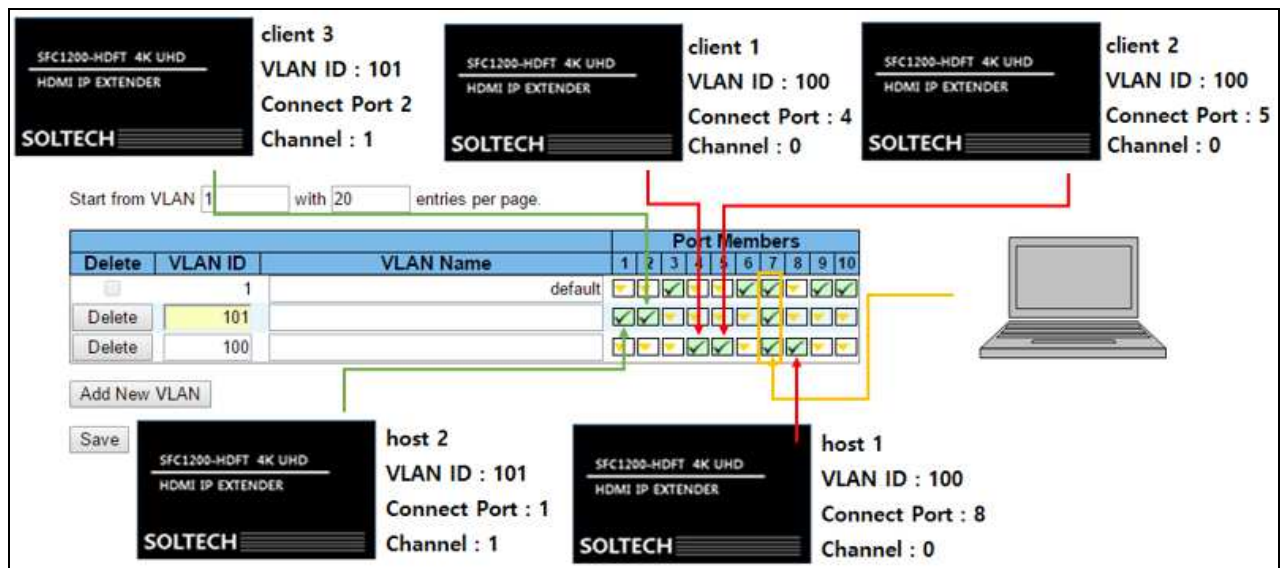 SFC1200-HDFT 4K UHD
HDMI IP EXTENDER
SOLTECH
client 3
VLAN ID : 101
Connect Port 2
Channel : 1
SFC1200-HDFT 4K UHD
HDMI IP EXTENDER
SOLTECH
client 1
VLAN ID : 100
Connect Port : 4
Channel : 0
SFC1200-HDFT 4K UHD
HDMI IP EXTENDER
SOLTECH
client 2
VLAN ID : 100
Connect Port : 5
Channel : 0
Start from VLAN 1 with 20 entries per page.
Port Members
Delete VLAN ID VLAN Name 1 2 3 4 5 6 7 8 9 10
1 default
Delete 101
Delete 100
Add New VLAN
Save
SFC1200-HDFT 4K UHD
HDMI IP EXTENDER
SOLTECH
host 2
VLAN ID : 101
Connect Port : 1
Channel : 1
SFC1200-HDFT 4K UHD
HDMI IP EXTENDER
SOLTECH
host 1
VLAN ID : 100
Connect Port : 8
Channel : 0